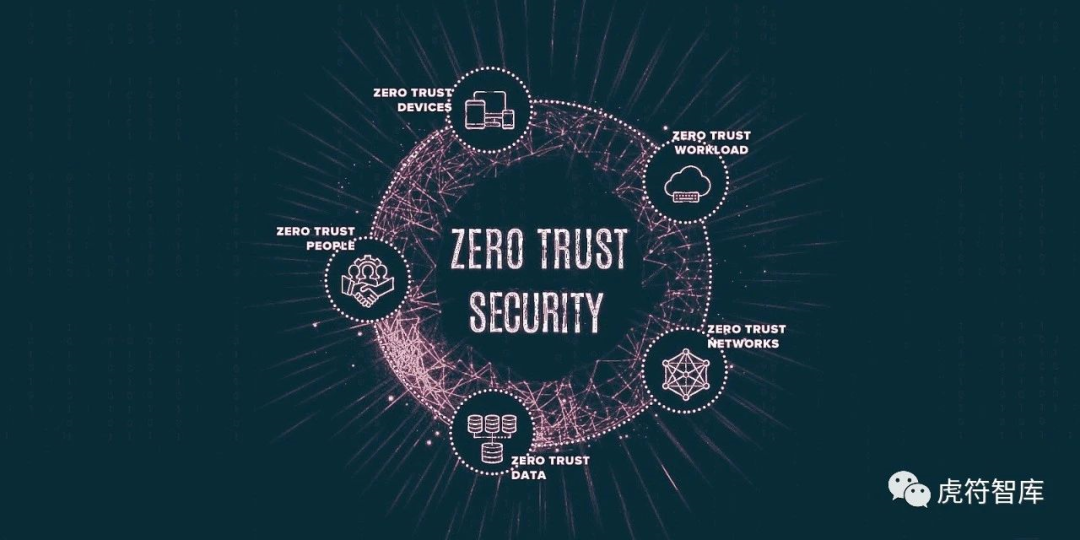 ZERO TRUST
DEVICES
ZERO TRUST
WORKLOAD
ZERO TRUST
PEOPLE
ZERO TRUST
SECURITY
ZERO TRUST
NETWORKS
ZERO TRUST
DATA
虎符智库